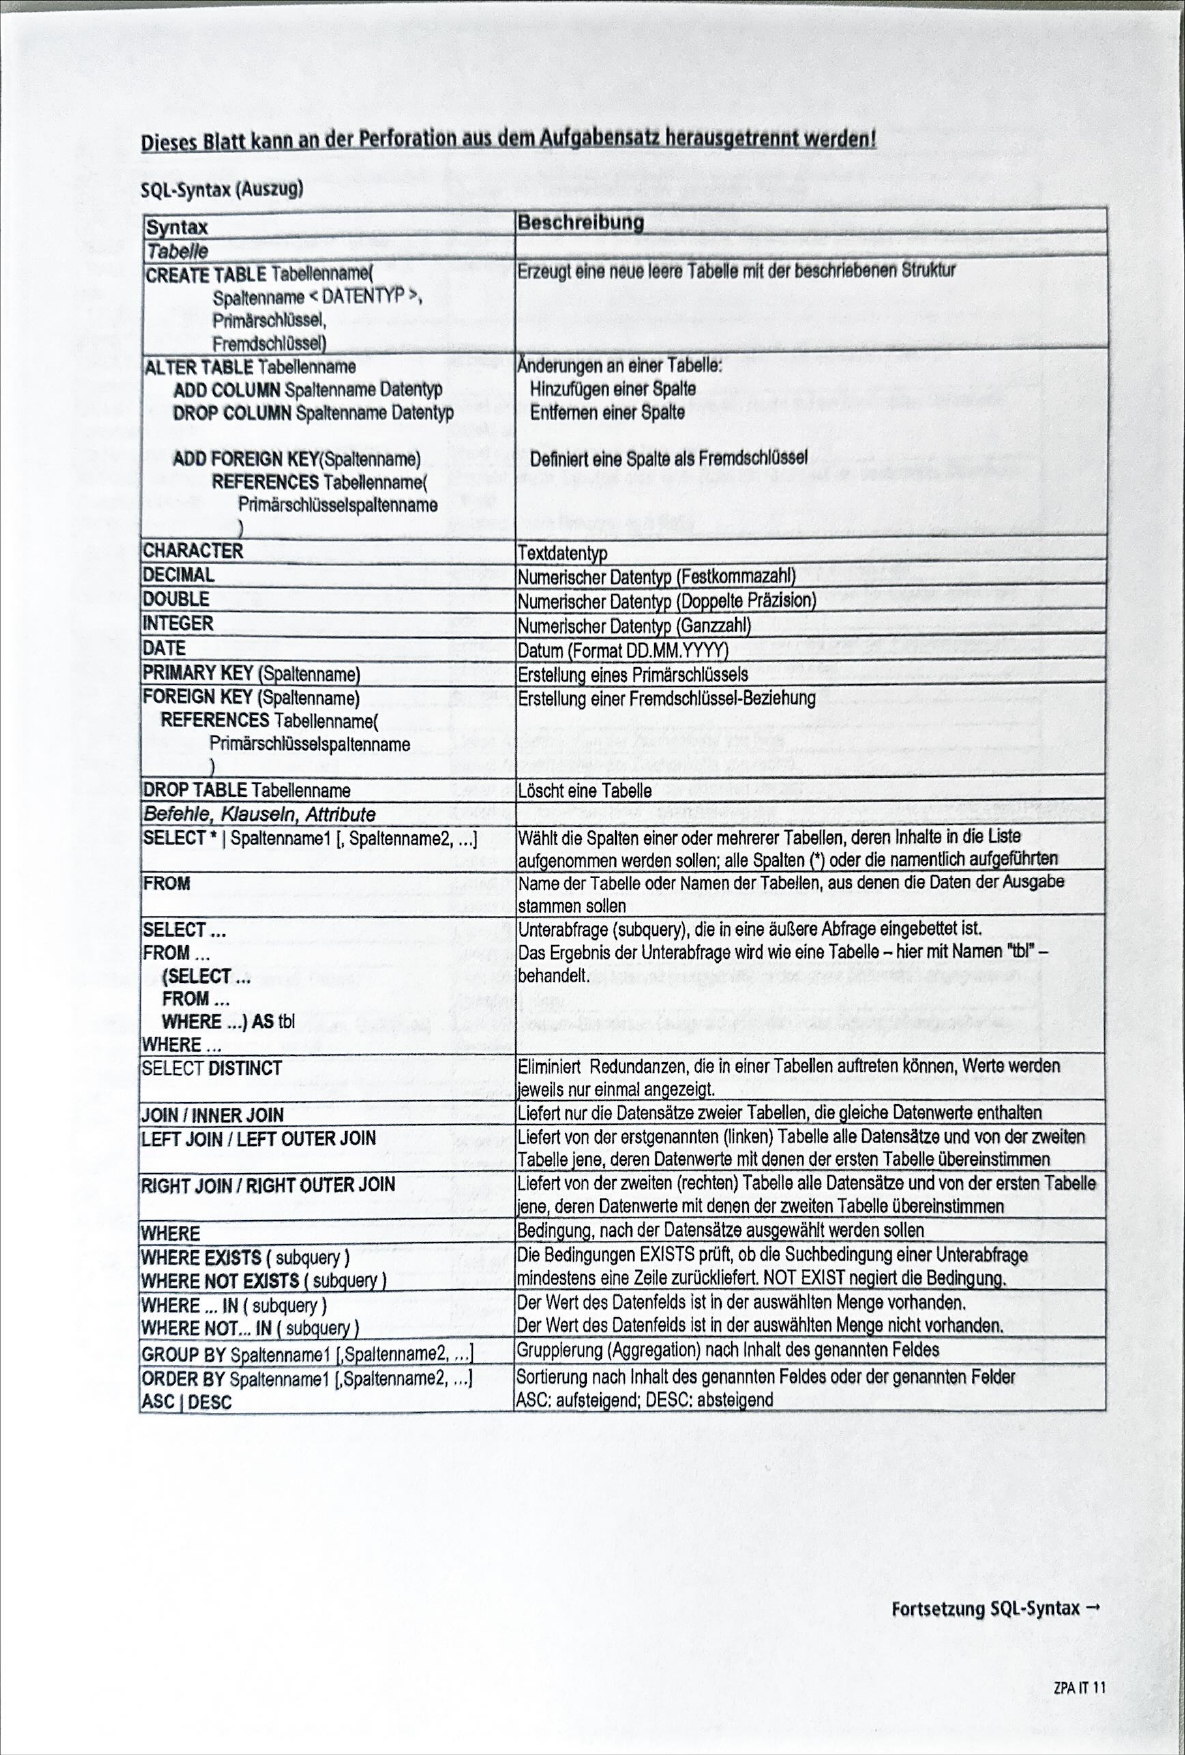 Dieses Blatt kann an der Perforation aus dem Aufgabensatz herausgetrennt werden!
SQL-Syntax (Auszug)
Syntax Beschreibung
Tabelle
CREATE TABLE Tabellenname( Erzeugt eine neue leere Tabelle mit der beschriebenen Struktur
Spaltenname < DATENTYP >,
Primärschlüssel,
Fremdschlüssel)
ALTER TABLE Tabellenname Änderungen an einer Tabelle:
ADD COLUMN Spaltenname Datentyp Hinzufügen einer Spalte
DROP COLUMN Spaltenname Datentyp Entfernen einer Spalte
ADD FOREIGN KEY(Spaltenname) Definiert eine Spalte als Fremdschlüssel
REFERENCES Tabellenname(
Primärschlüsselspaltenname
)
CHARACTER Textdatentyp
DECIMAL Numerischer Datentyp (Festkommazahl)
DOUBLE Numerischer Datentyp (Doppelte Präzision)
INTEGER Numerischer Datentyp (Ganzzahl)
DATE Datum (Format DD.MM.YYYY)
PRIMARY KEY (Spaltenname) Erstellung eines Primärschlüssels
FOREIGN KEY (Spaltenname) Erstellung einer Fremdschlüssel-Beziehung
REFERENCES Tabellenname(
Primärschlüsselspaltenname
)
DROP TABLE Tabellenname Löscht eine Tabelle
Befehle, Klauseln, Attribute
SELECT * | Spaltenname1 [, Spaltenname2, ...] Wählt die Spalten einer oder mehrerer Tabellen, deren Inhalte in die Liste
aufgenommen werden sollen; alle Spalten (*) oder die namentlich aufgeführten
FROM Name der Tabelle oder Namen der Tabellen, aus denen die Daten der Ausgabe
stammen sollen
SELECT ... Unterabfrage (subquery), die in eine äußere Abfrage eingebettet ist.
FROM ... Das Ergebnis der Unterabfrage wird wie eine Tabelle – hier mit Namen "tbl" –
(SELECT ... behandelt.
FROM ...
WHERE ...) AS tbl
WHERE ...
SELECT DISTINCT Eliminiert Redundanzen, die in einer Tabellen auftreten können, Werte werden
jeweils nur einmal angezeigt.
JOIN / INNER JOIN Liefert nur die Datensätze zweier Tabellen, die gleiche Datenwerte enthalten
LEFT JOIN / LEFT OUTER JOIN Liefert von der erstgenannten (linken) Tabelle alle Datensätze und von der zweiten
Tabelle jene, deren Datenwerte mit denen der ersten Tabelle übereinstimmen
RIGHT JOIN / RIGHT OUTER JOIN Liefert von der zweiten (rechten) Tabelle alle Datensätze und von der ersten Tabelle
jene, deren Datenwerte mit denen der zweiten Tabelle übereinstimmen
WHERE Bedingung, nach der Datensätze ausgewählt werden sollen
WHERE EXISTS ( subquery ) Die Bedingungen EXISTS prüft, ob die Suchbedingung einer Unterabfrage
WHERE NOT EXISTS ( subquery ) mindestens eine Zeile zurückliefert. NOT EXIST negiert die Bedingung.
WHERE ... IN ( subquery ) Der Wert des Datenfelds ist in der auswählten Menge vorhanden.
WHERE NOT... IN ( subquery ) Der Wert des Datenfelds ist in der auswählten Menge nicht vorhanden.
GROUP BY Spaltenname1 [,Spaltenname2, ...] Gruppierung (Aggregation) nach Inhalt des genannten Feldes
ORDER BY Spaltenname1 [,Spaltenname2, ...] Sortierung nach Inhalt des genannten Feldes oder der genannten Felder
ASC | DESC ASC: aufsteigend; DESC: absteigend
Fortsetzung SQL-Syntax →
ZPA IT 11